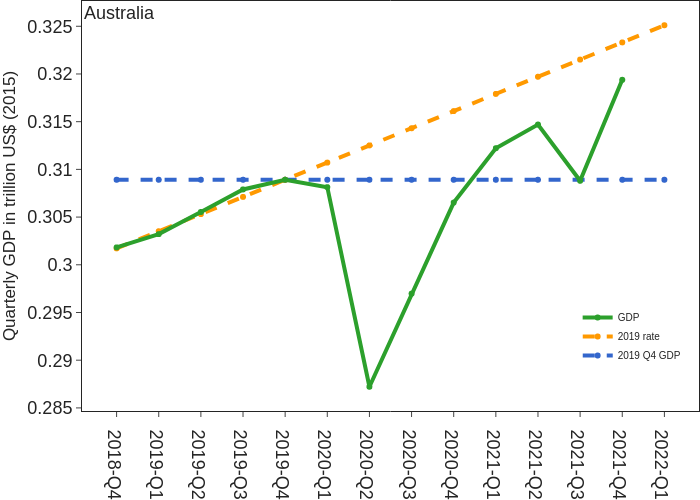 Australia
Quarterly GDP in trillion US$ (2015)
0.325
0.32
0.315
0.31
0.305
0.3
0.295
0.29
0.285
GDP
2019 rate
2019 Q4 GDP
2018-Q4
2019-Q1
2019-Q2
2019-Q3
2019-Q4
2020-Q1
2020-Q2
2020-Q3
2020-Q4
2021-Q1
2021-Q2
2021-Q3
2021-Q4
2022-Q1